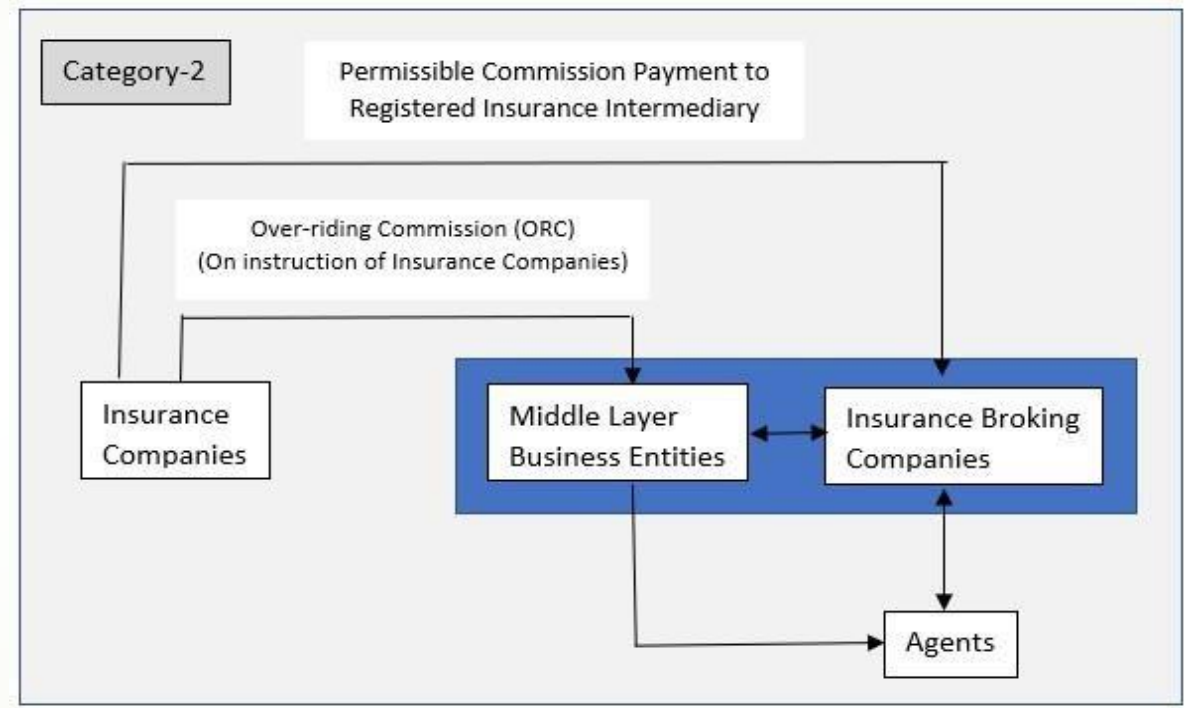 Category-2
Permissible Commission Payment to
Registered Insurance Intermediary
Over-riding Commission (ORC)
(On instruction of Insurance Companies)
Insurance
Companies
Middle Layer
Business Entities
Insurance Broking
Companies
Agents